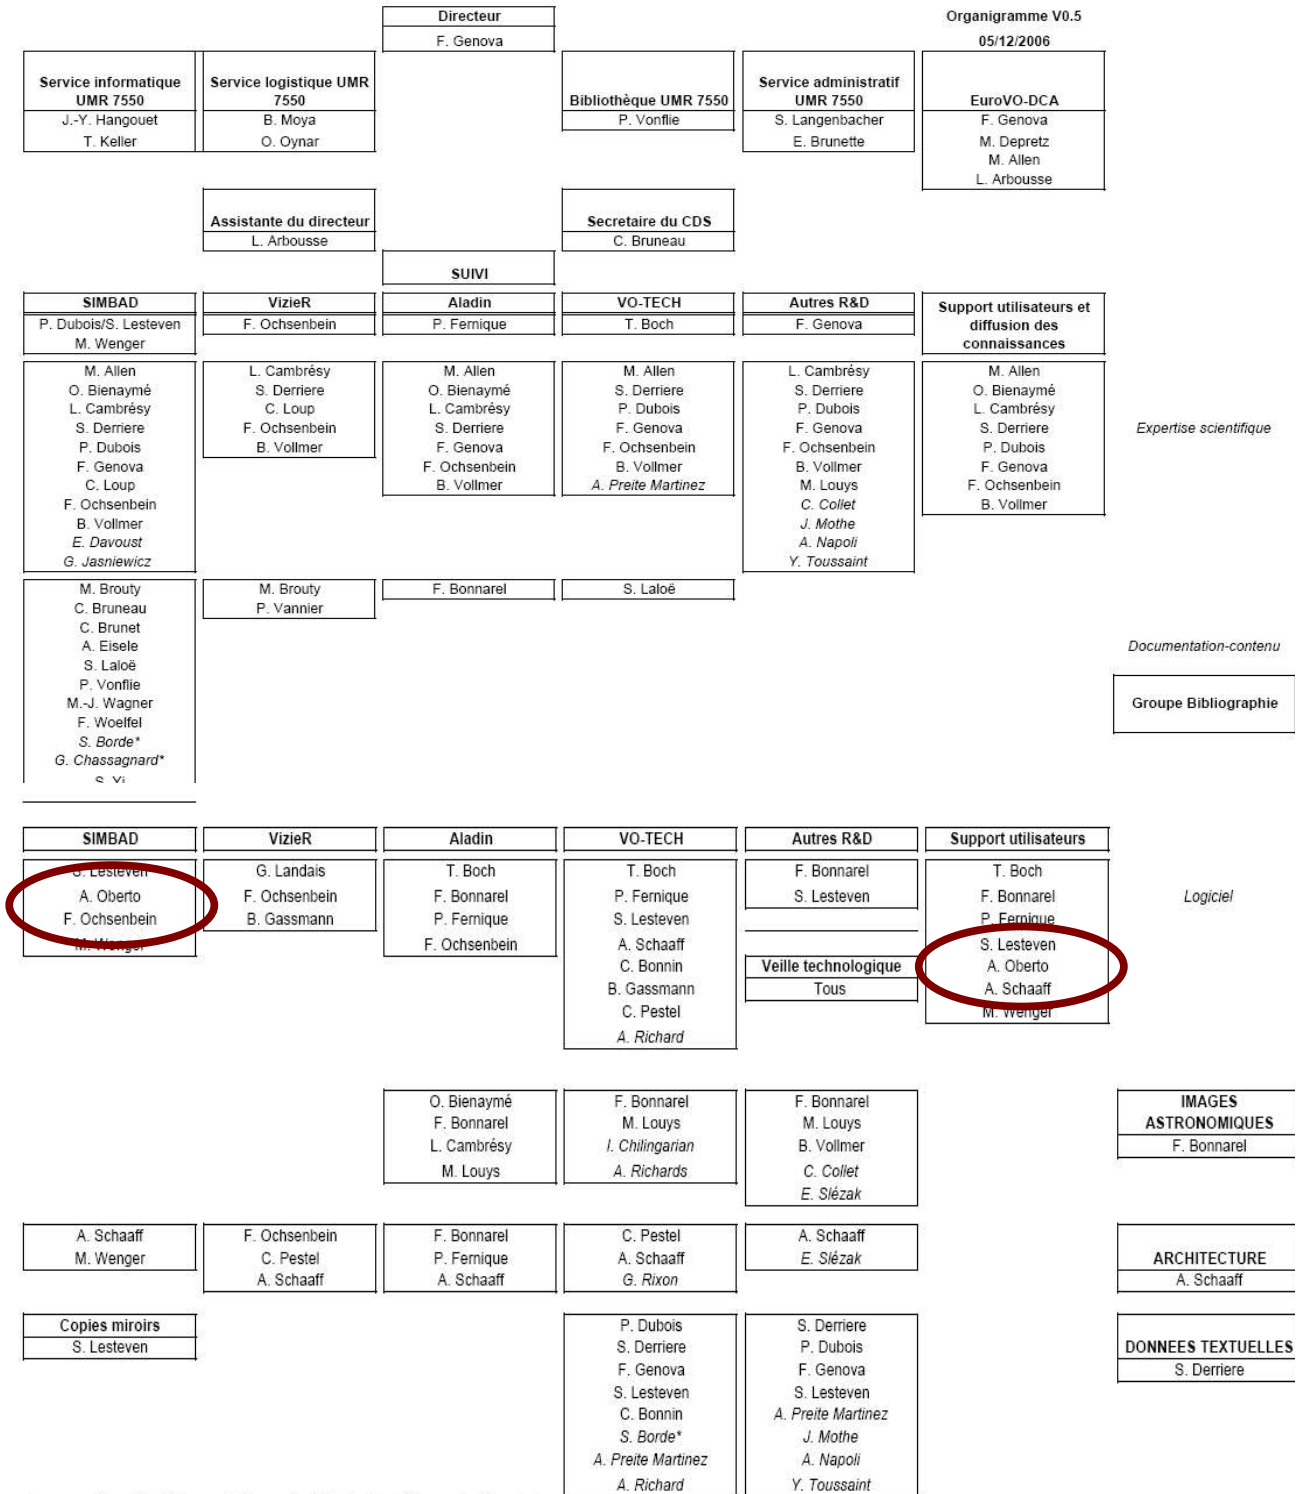 Directeur
F. Genova
Organigramme V0.5
05/12/2006
Service informatique
UMR 7550
J.-Y. Hangouet
T. Keller
Service logistique UMR
7550
B. Moya
O. Oynar
Bibliothèque UMR 7550
P. Vonflie
Service administratif
UMR 7550
S. Langenbacher
E. Brunette
EuroVO-DCA
F. Genova
M. Depretz
M. Allen
L. Arbousse
Assistante du directeur
L. Arbousse
Secretaire du CDS
C. Bruneau
SUIVI
SIMBAD
P. Dubois/S. Lesteven
M. Wenger
VizieR
F. Ochsenbein
Aladin
P. Fernique
VO-TECH
T. Boch
Autres R&D
F. Genova
Support utilisateurs et
diffusion des
connaissances
M. Allen
O. Bienaymé
L. Cambrésy
S. Derriere
P. Dubois
F. Genova
C. Loup
F. Ochsenbein
B. Vollmer
E. Davoust
G. Jasniewicz
L. Cambrésy
S. Derriere
C. Loup
F. Ochsenbein
B. Vollmer
M. Allen
O. Bienaymé
L. Cambrésy
S. Derriere
F. Genova
F. Ochsenbein
B. Vollmer
M. Allen
S. Derriere
P. Dubois
F. Genova
F. Ochsenbein
B. Vollmer
A. Preite Martinez
L. Cambrésy
S. Derriere
P. Dubois
F. Genova
F. Ochsenbein
B. Vollmer
M. Louys
C. Collet
J. Mothe
A. Napoli
Y. Toussaint
M. Allen
O. Bienaymé
L. Cambrésy
S. Derriere
P. Dubois
F. Genova
F. Ochsenbein
B. Vollmer
Expertise scientifique
M. Brouty
C. Bruneau
C. Brunet
A. Eisele
S. Laloë
P. Vonflie
M.-J. Wagner
F. Woelfel
S. Borde*
G. Chassagnard*
S. Yi
M. Brouty
P. Vannier
F. Bonnarel
S. Laloë
Documentation-contenu
Groupe Bibliographie
SIMBAD
S. Lesteven
A. Oberto
F. Ochsenbein
M. Wenger
VizieR
G. Landais
F. Ochsenbein
B. Gassmann
Aladin
T. Boch
F. Bonnarel
P. Fernique
F. Ochsenbein
VO-TECH
T. Boch
P. Fernique
S. Lesteven
A. Schaaff
C. Bonnin
B. Gassmann
C. Pestel
A. Richard
Autres R&D
F. Bonnarel
S. Lesteven
Veille technologique
Tous
Support utilisateurs
T. Boch
F. Bonnarel
P. Fernique
S. Lesteven
A. Oberto
A. Schaaff
M. Wenger
Logiciel
O. Bienaymé
F. Bonnarel
L. Cambrésy
M. Louys
F. Bonnarel
M. Louys
I. Chilingarian
A. Richards
F. Bonnarel
M. Louys
B. Vollmer
C. Collet
E. Slézak
IMAGES
ASTRONOMIQUES
F. Bonnarel
A. Schaaff
M. Wenger
F. Ochsenbein
C. Pestel
A. Schaaff
F. Bonnarel
P. Fernique
A. Schaaff
C. Pestel
A. Schaaff
G. Rixon
A. Schaaff
E. Slézak
ARCHITECTURE
A. Schaaff
Copies miroirs
S. Lesteven
P. Dubois
S. Derriere
F. Genova
S. Lesteven
C. Bonnin
S. Borde*
A. Preite Martinez
A. Richard
S. Derriere
P. Dubois
F. Genova
S. Lesteven
A. Preite Martinez
J. Mothe
A. Napoli
Y. Toussaint
DONNEES TEXTUELLES
S. Derriere